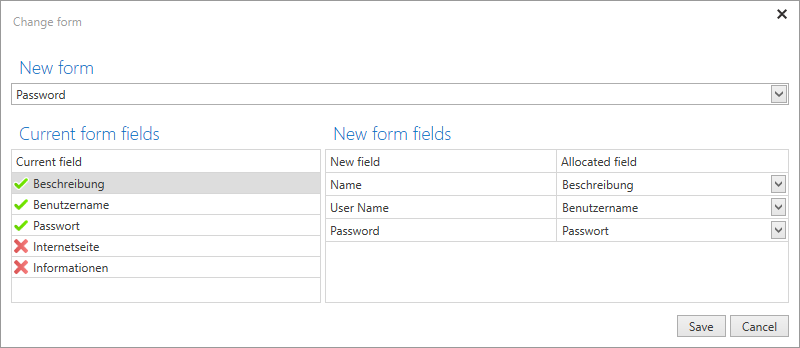 Change form
New form
Password
Current form fields
Current field
Beschreibung
Benutzername
Passwort
Internetseite
Informationen
New form fields
New field Allocated field
Name Beschreibung
User Name Benutzername
Password Passwort
Save Cancel